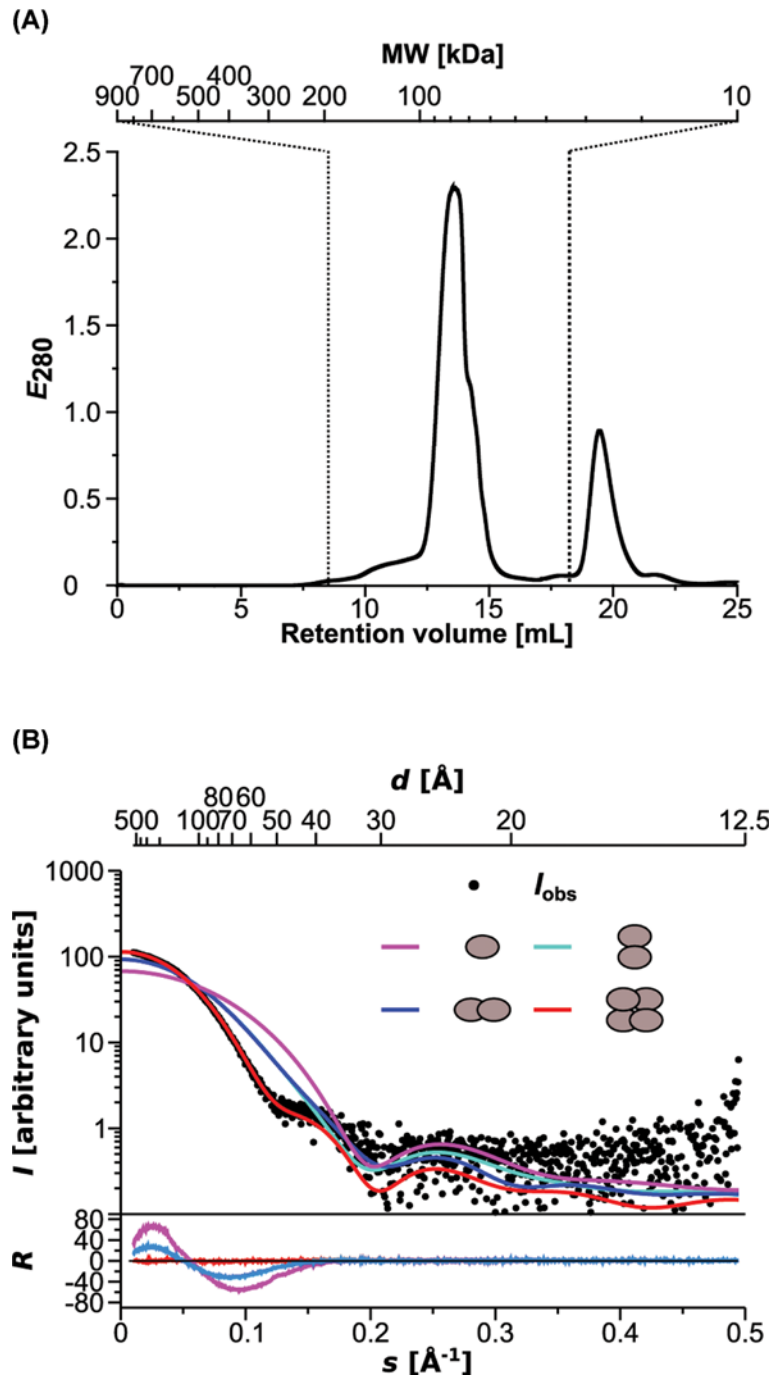 (A)
MW [kDa]
900 700 500 400 300 200 100 10
2.5
2.0
1.5
1.0
0.5
0
E280
0 5 10 15 20 25
Retention volume [mL]
(B)
d [Å]
500 100 80 70 60 50 40 30 20 12.5
1000
100
10
1
I [arbitrary units]
Iobs
80
40
0
-40
-80
R
0 0.1 0.2 0.3 0.4 0.5
s [Å-1]